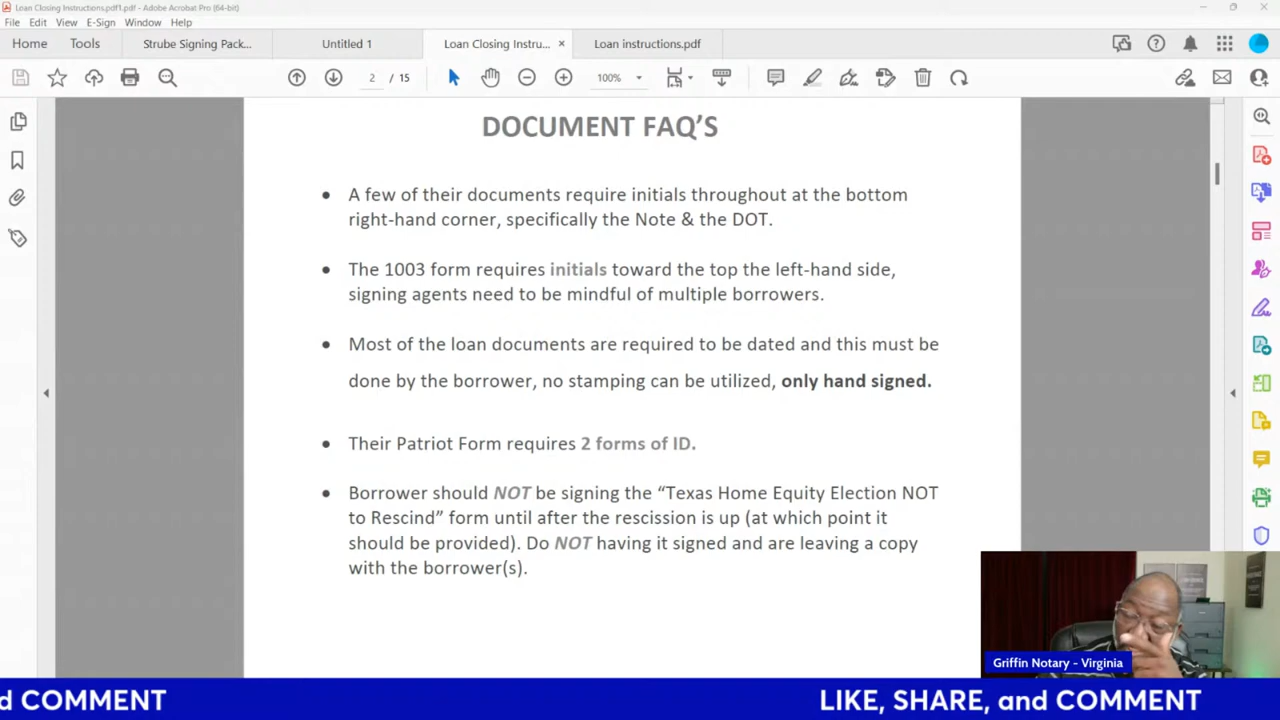 Loan Closing Instructions.pdf1.pdf - Adobe Acrobat Pro (64-bit)
File Edit View E-Sign Window Help
Home Tools Strube Signing Pack... Untitled 1 Loan Closing Instru... × Loan instructions.pdf
2 / 15 100%
DOCUMENT FAQ'S
• A few of their documents require initials throughout at the bottom
right-hand corner, specifically the Note & the DOT.
• The 1003 form requires initials toward the top the left-hand side,
signing agents need to be mindful of multiple borrowers.
• Most of the loan documents are required to be dated and this must be
done by the borrower, no stamping can be utilized, only hand signed.
• Their Patriot Form requires 2 forms of ID.
• Borrower should NOT be signing the “Texas Home Equity Election NOT
to Rescind” form until after the rescission is up (at which point it
should be provided). Do NOT having it signed and are leaving a copy
with the borrower(s).
Griffin Notary - Virginia
d COMMENT LIKE, SHARE, and COMMENT